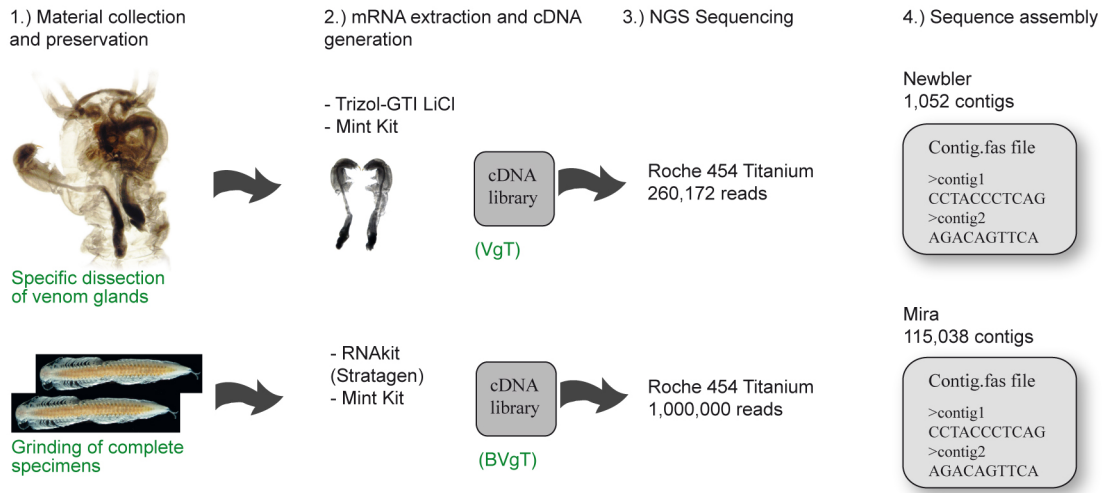 1.) Material collection
and preservation
2.) mRNA extraction and cDNA
generation
3.) NGS Sequencing
4.) Sequence assembly
Specific dissection
of venom glands
- Trizol-GTI LiCl
- Mint Kit
cDNA
library
(VgT)
Roche 454 Titanium
260,172 reads
Newbler
1,052 contigs
Contig.fas file
>contig1
CCTACCCTCAG
>contig2
AGACAGTTCA
Grinding of complete
specimens
- RNAkit
(Stratagen)
- Mint Kit
cDNA
library
(BVgT)
Roche 454 Titanium
1,000,000 reads
Mira
115,038 contigs
Contig.fas file
>contig1
CCTACCCTCAG
>contig2
AGACAGTTCA